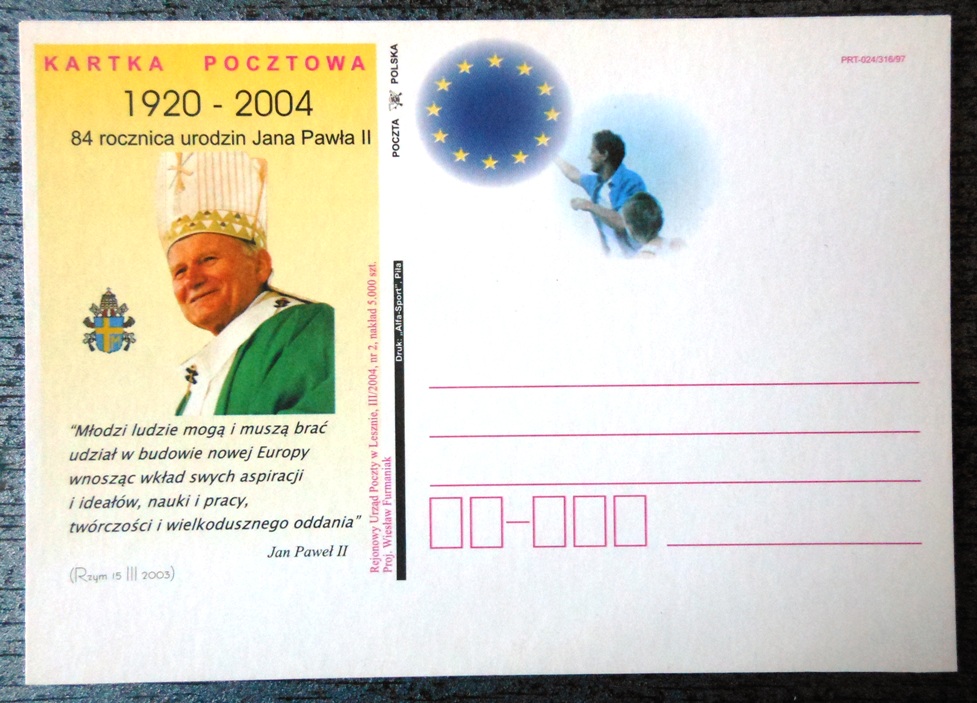 KARTKA POCZTOWA
1920 - 2004
84 rocznica urodzin Jana Pawła II
"Młodzi ludzie mogą i muszą brać
udział w budowie nowej Europy
wnosząc wkład swych aspiracji
i ideałów, nauki i pracy,
twórczości i wielkodusznego oddania"
Jan Paweł II
(Rzym 15 III 2003)
Rejonowy Urząd Poczty w Lesznie, III/2004, nr 2, nakład 5.000 szt.
Proj. Wiesław Furmaniak
POCZTA POLSKA
Druk: „Alfa-Sport", Piła
PRT-024/316/97